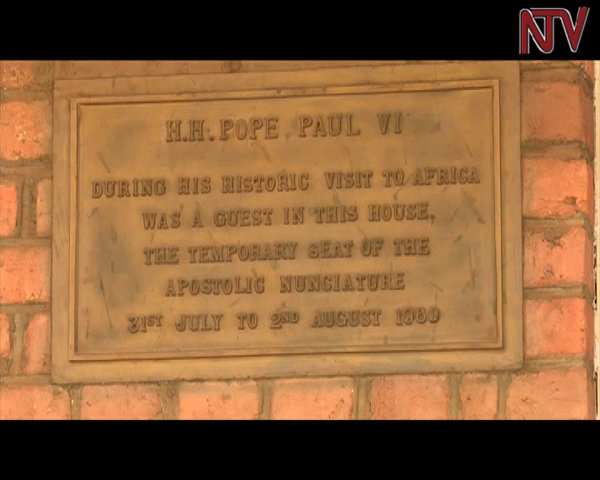 NTV
H.H. POPE PAUL VI
DURING HIS HISTORIC VISIT TO AFRICA
WAS A GUEST IN THIS HOUSE,
THE TEMPORARY SEAT OF THE
APOSTOLIC NUNCIATURE
31ST JULY TO 2ND AUGUST 1969